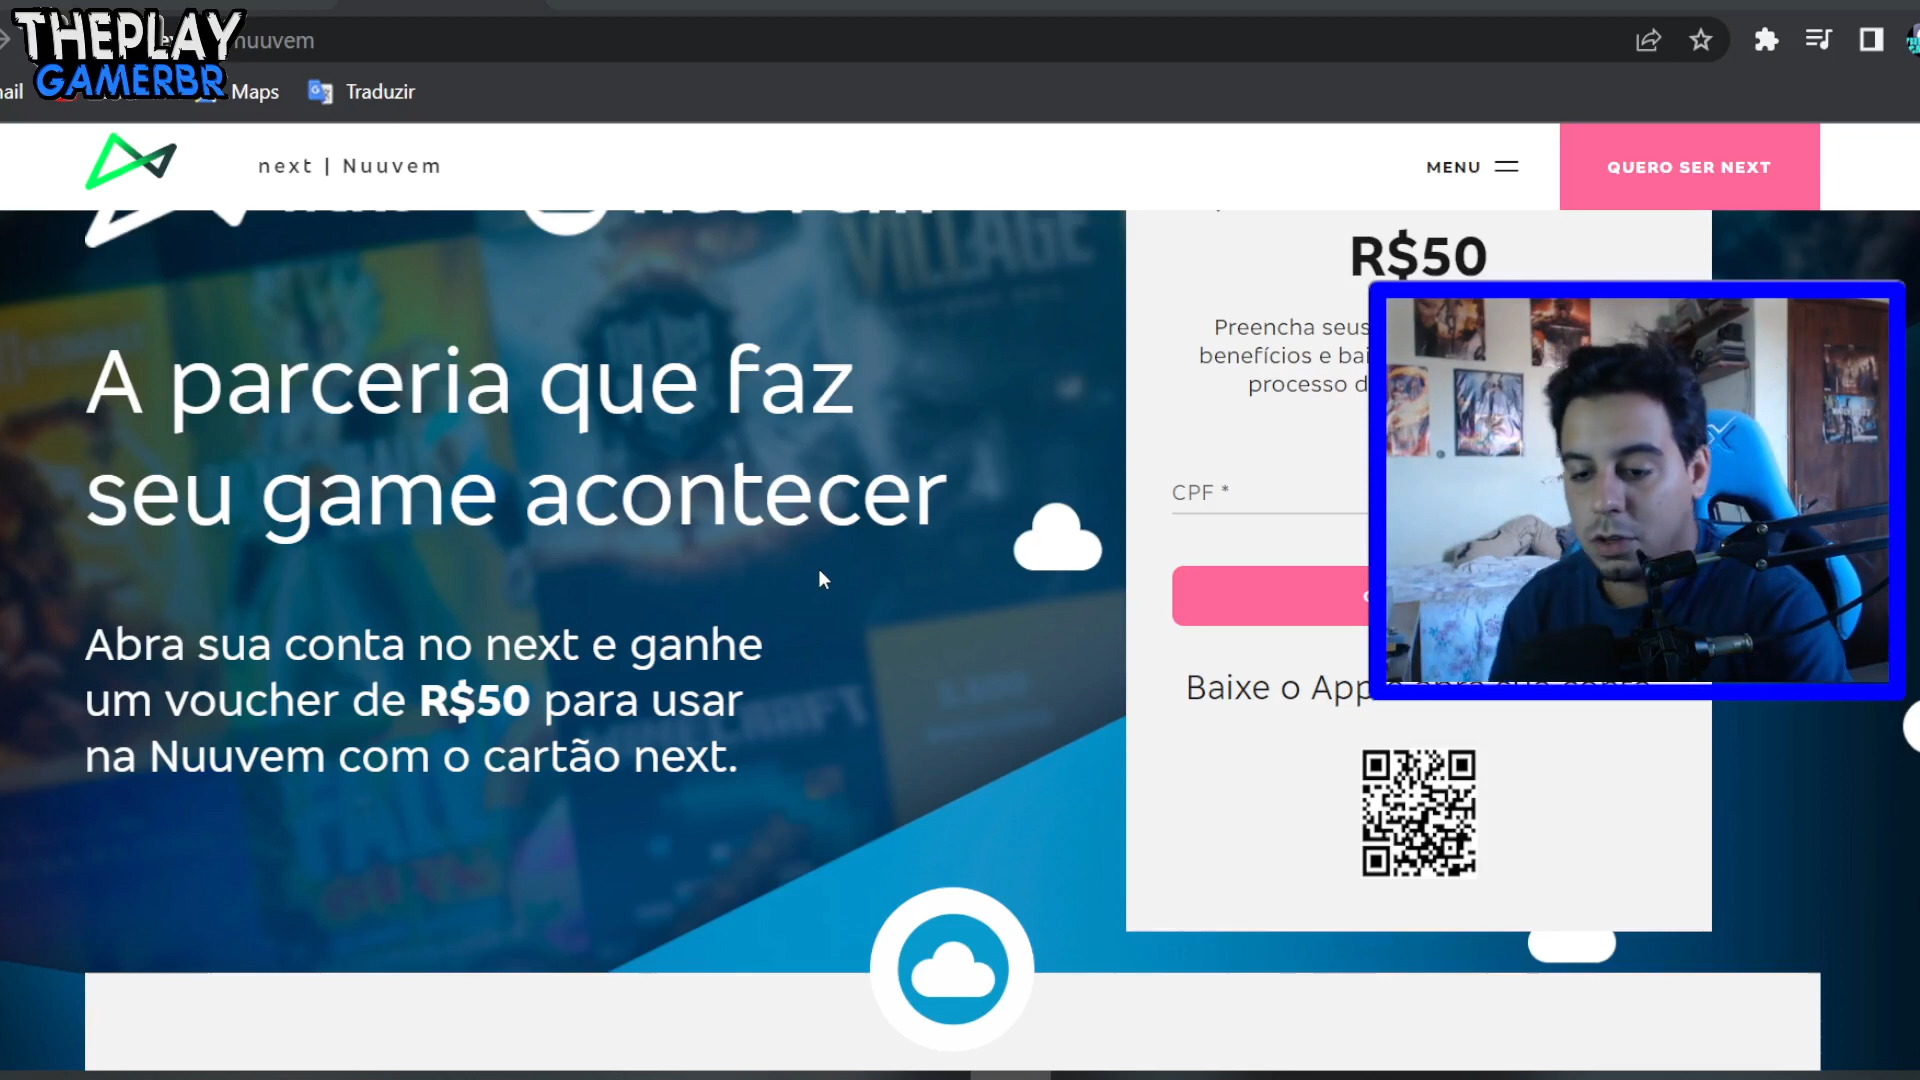 THEPLAY
GAMERBR
nuuvem
Maps
Traduzir
next | Nuuvem
MENU
QUERO SER NEXT
VILLAGE
R$50
A parceria que faz
seu game acontecer
Preencha seus
benefícios e
processo
CPF *
Abra sua conta no next e ganhe
um voucher de R$50 para usar
na Nuuvem com o cartão next.
Baixe o App